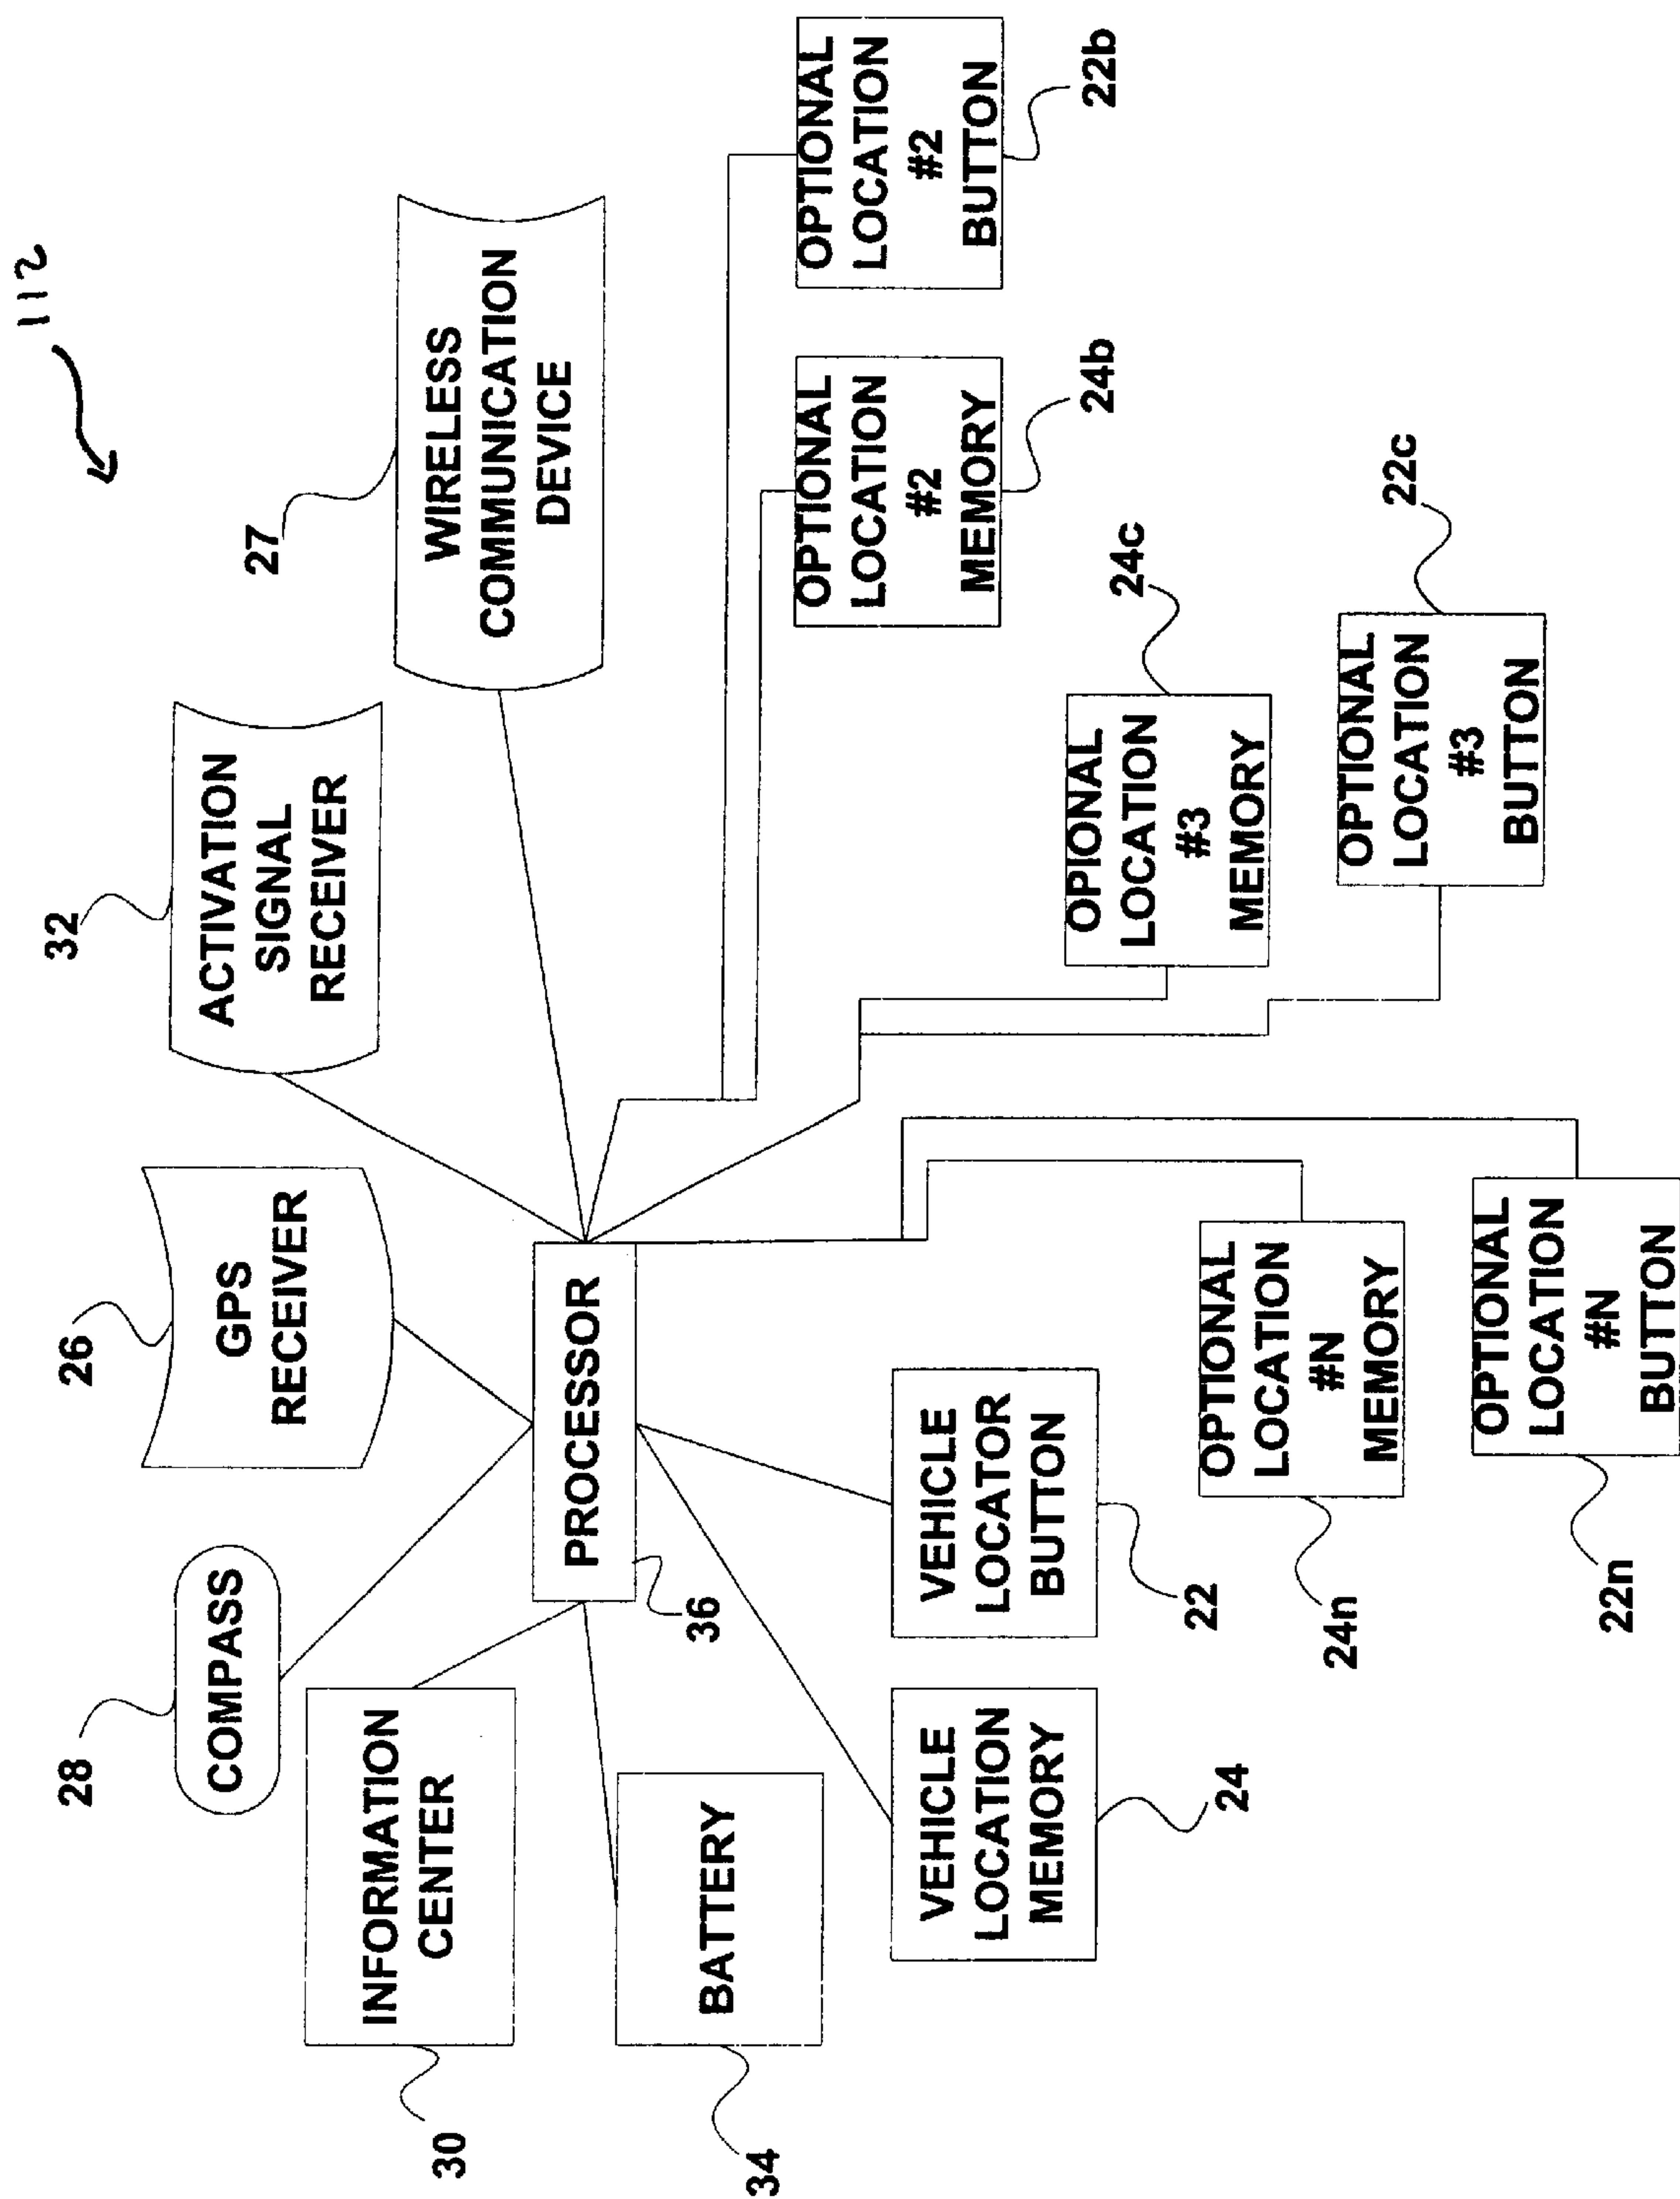 112
28
COMPASS
26
GPS
RECEIVER
32
ACTIVATION
SIGNAL
RECEIVER
27
WIRELESS
COMMUNICATION
DEVICE
30
INFORMATION
CENTER
PROCESSOR
36
34
BATTERY
VEHICLE
LOCATION
MEMORY
24
VEHICLE
LOCATOR
BUTTON
22
OPTIONAL
LOCATION
#2
MEMORY
24b
OPTIONAL
LOCATION
#2
BUTTON
22b
OPIONAL
LOCATION
#3
MEMORY
24c
OPTIONAL
LOCATION
#3
BUTTON
22c
OPTIONAL
LOCATION
#N
MEMORY
24n
OPTIONAL
LOCATION
#N
BUTTON
22n